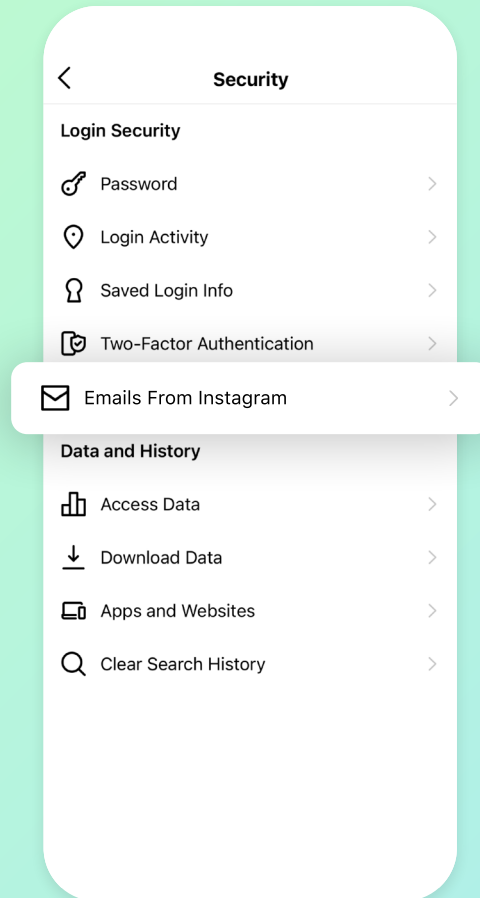 Security
Login Security
Password
Login Activity
Saved Login Info
Two-Factor Authentication
Emails From Instagram
Data and History
Access Data
Download Data
Apps and Websites
Clear Search History